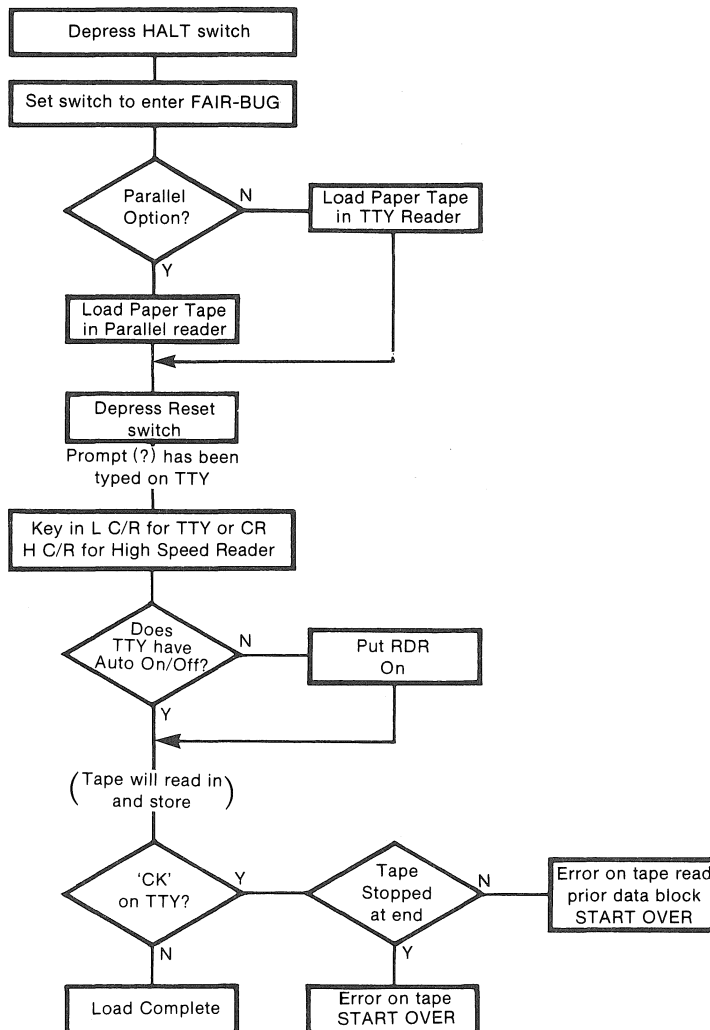 Depress HALT switch
Set switch to enter FAIR-BUG
Parallel
Option?
N
Load Paper Tape
in TTY Reader
Y
Load Paper Tape
in Parallel reader
Depress Reset
switch
Prompt (?) has been
typed on TTY
Key in L C/R for TTY or CR
H C/R for High Speed Reader
Does
TTY have
Auto On/Off?
N
Put RDR
On
Y
(Tape will read in
and store)
'CK'
on TTY?
Y
Tape
Stopped
at end
N
Error on tape read
prior data block
START OVER
N
Y
Load Complete
Error on tape
START OVER